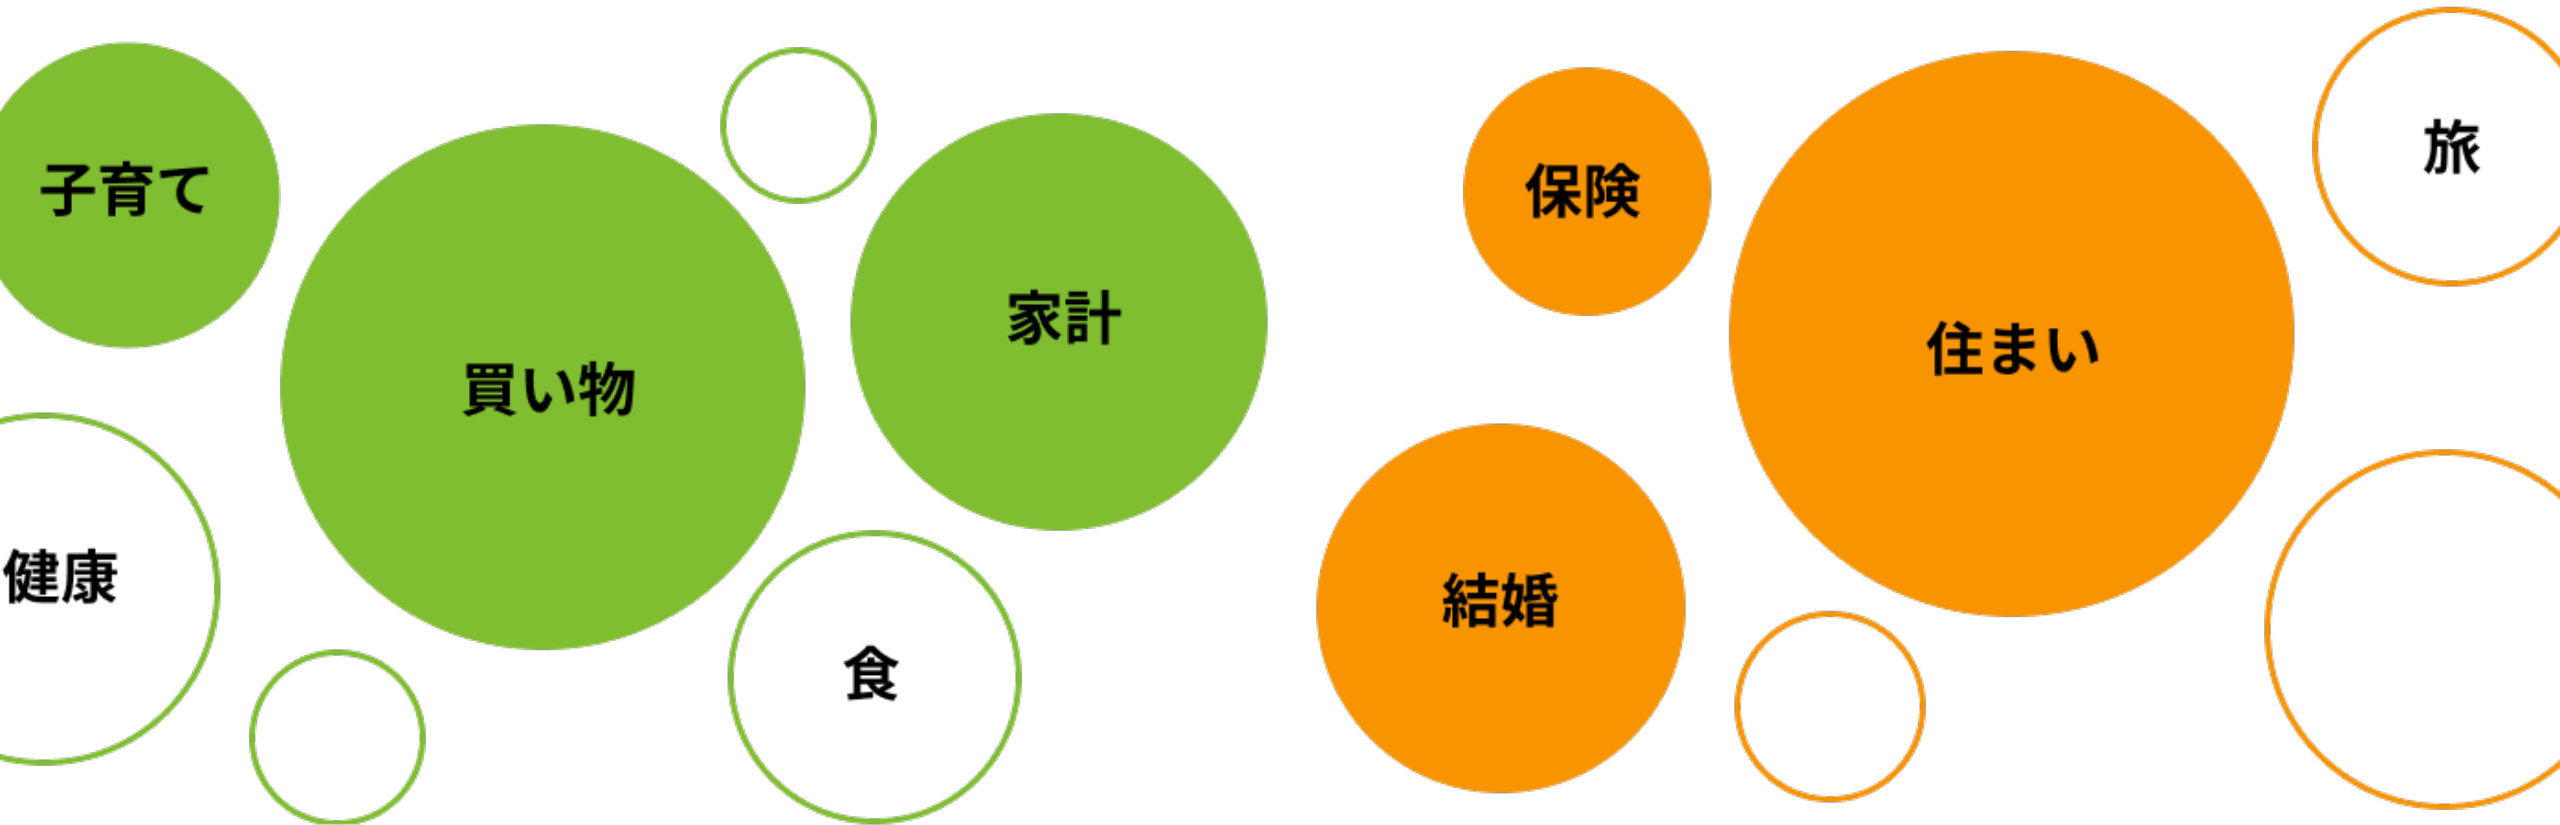 子育て
買い物
家計
健康
食
保険
住まい
旅
結婚